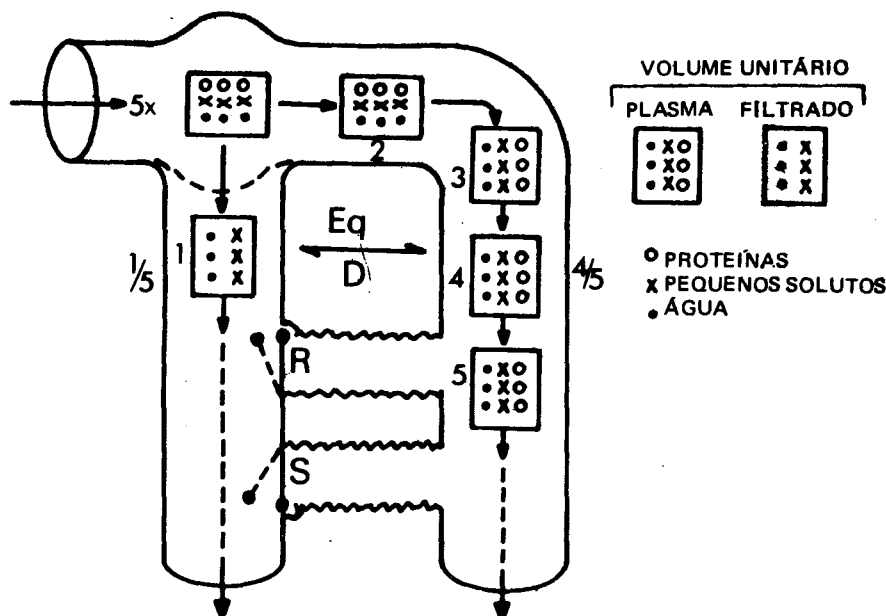 VOLUME UNITÁRIO
PLASMA FILTRADO
5x
2
3
1
1/5
Eq
D
4
4/5
R
5
S
o PROTEÍNAS
x PEQUENOS SOLUTOS
• ÁGUA